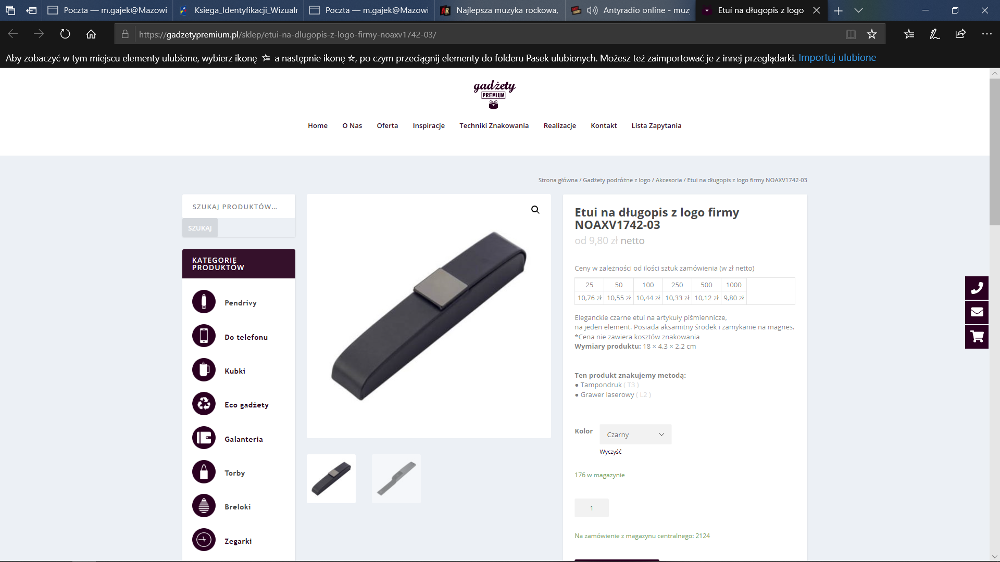 Poczta — m.gajek@Mazowi
Ksiega_Identyfikacji_Wizualn
Poczta — m.gajek@Mazowi
Najlepsza muzyka rockowa,
Antyradio online - muzy
Etui na długopis z logo
https://gadzetypremium.pl/sklep/etui-na-dlugopis-z-logo-firmy-noaxv1742-03/
Aby zobaczyć w tym miejscu elementy ulubione, wybierz ikonę a następnie ikonę ☆, po czym przeciągnij elementy do folderu Pasek ulubionych. Możesz też zaimportować je z innej przeglądarki. Importuj ulubione
gadżety
PREMIUM
Home O Nas Oferta Inspiracje Techniki Znakowania Realizacje Kontakt Lista Zapytania
Strona główna / Gadżety podróżne z logo / Akcesoria / Etui na długopis z logo firmy NOAXV1742-03
SZUKAJ PRODUKTÓW...
SZUKAJ
KATEGORIE
PRODUKTÓW
Pendrivy
Do telefonu
Kubki
Eco gadżety
Galanteria
Torby
Breloki
Zegarki
Etui na długopis z logo firmy
NOAXV1742-03
od 9,80 zł netto
Ceny w zależności od ilości sztuk zamówienia (w zł netto)
25 50 100 250 500 1000
10,76 zł 10,55 zł 10,44 zł 10,33 zł 10,12 zł 9,80 zł
Eleganckie czarne etui na artykuły piśmiennicze,
na jeden element. Posiada aksamitny środek i zamykanie na magnes.
*Cena nie zawiera kosztów znakowania
Wymiary produktu: 18 × 4.3 × 2.2 cm
Ten produkt znakujemy metodą:
● Tampondruk ( T3 )
● Grawer laserowy ( L2 )
Kolor
Czarny
Wyczyść
176 w magazynie
1
Na zamówienie z magazynu centralnego: 2124